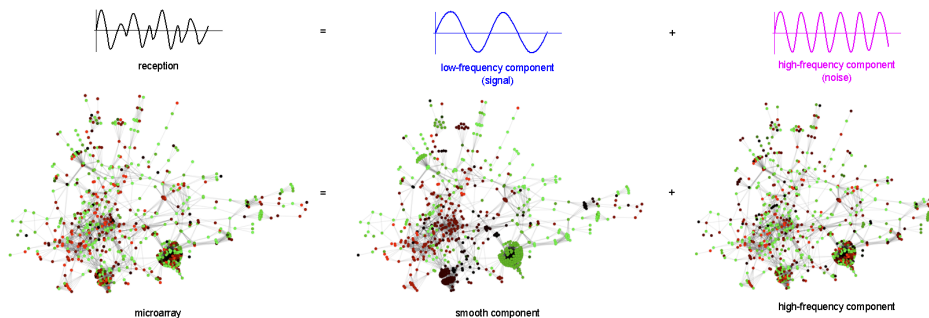 = +
reception
low-frequency component
(signal)
high-frequency component
(noise)
= +
microarray
smooth component
high-frequency component